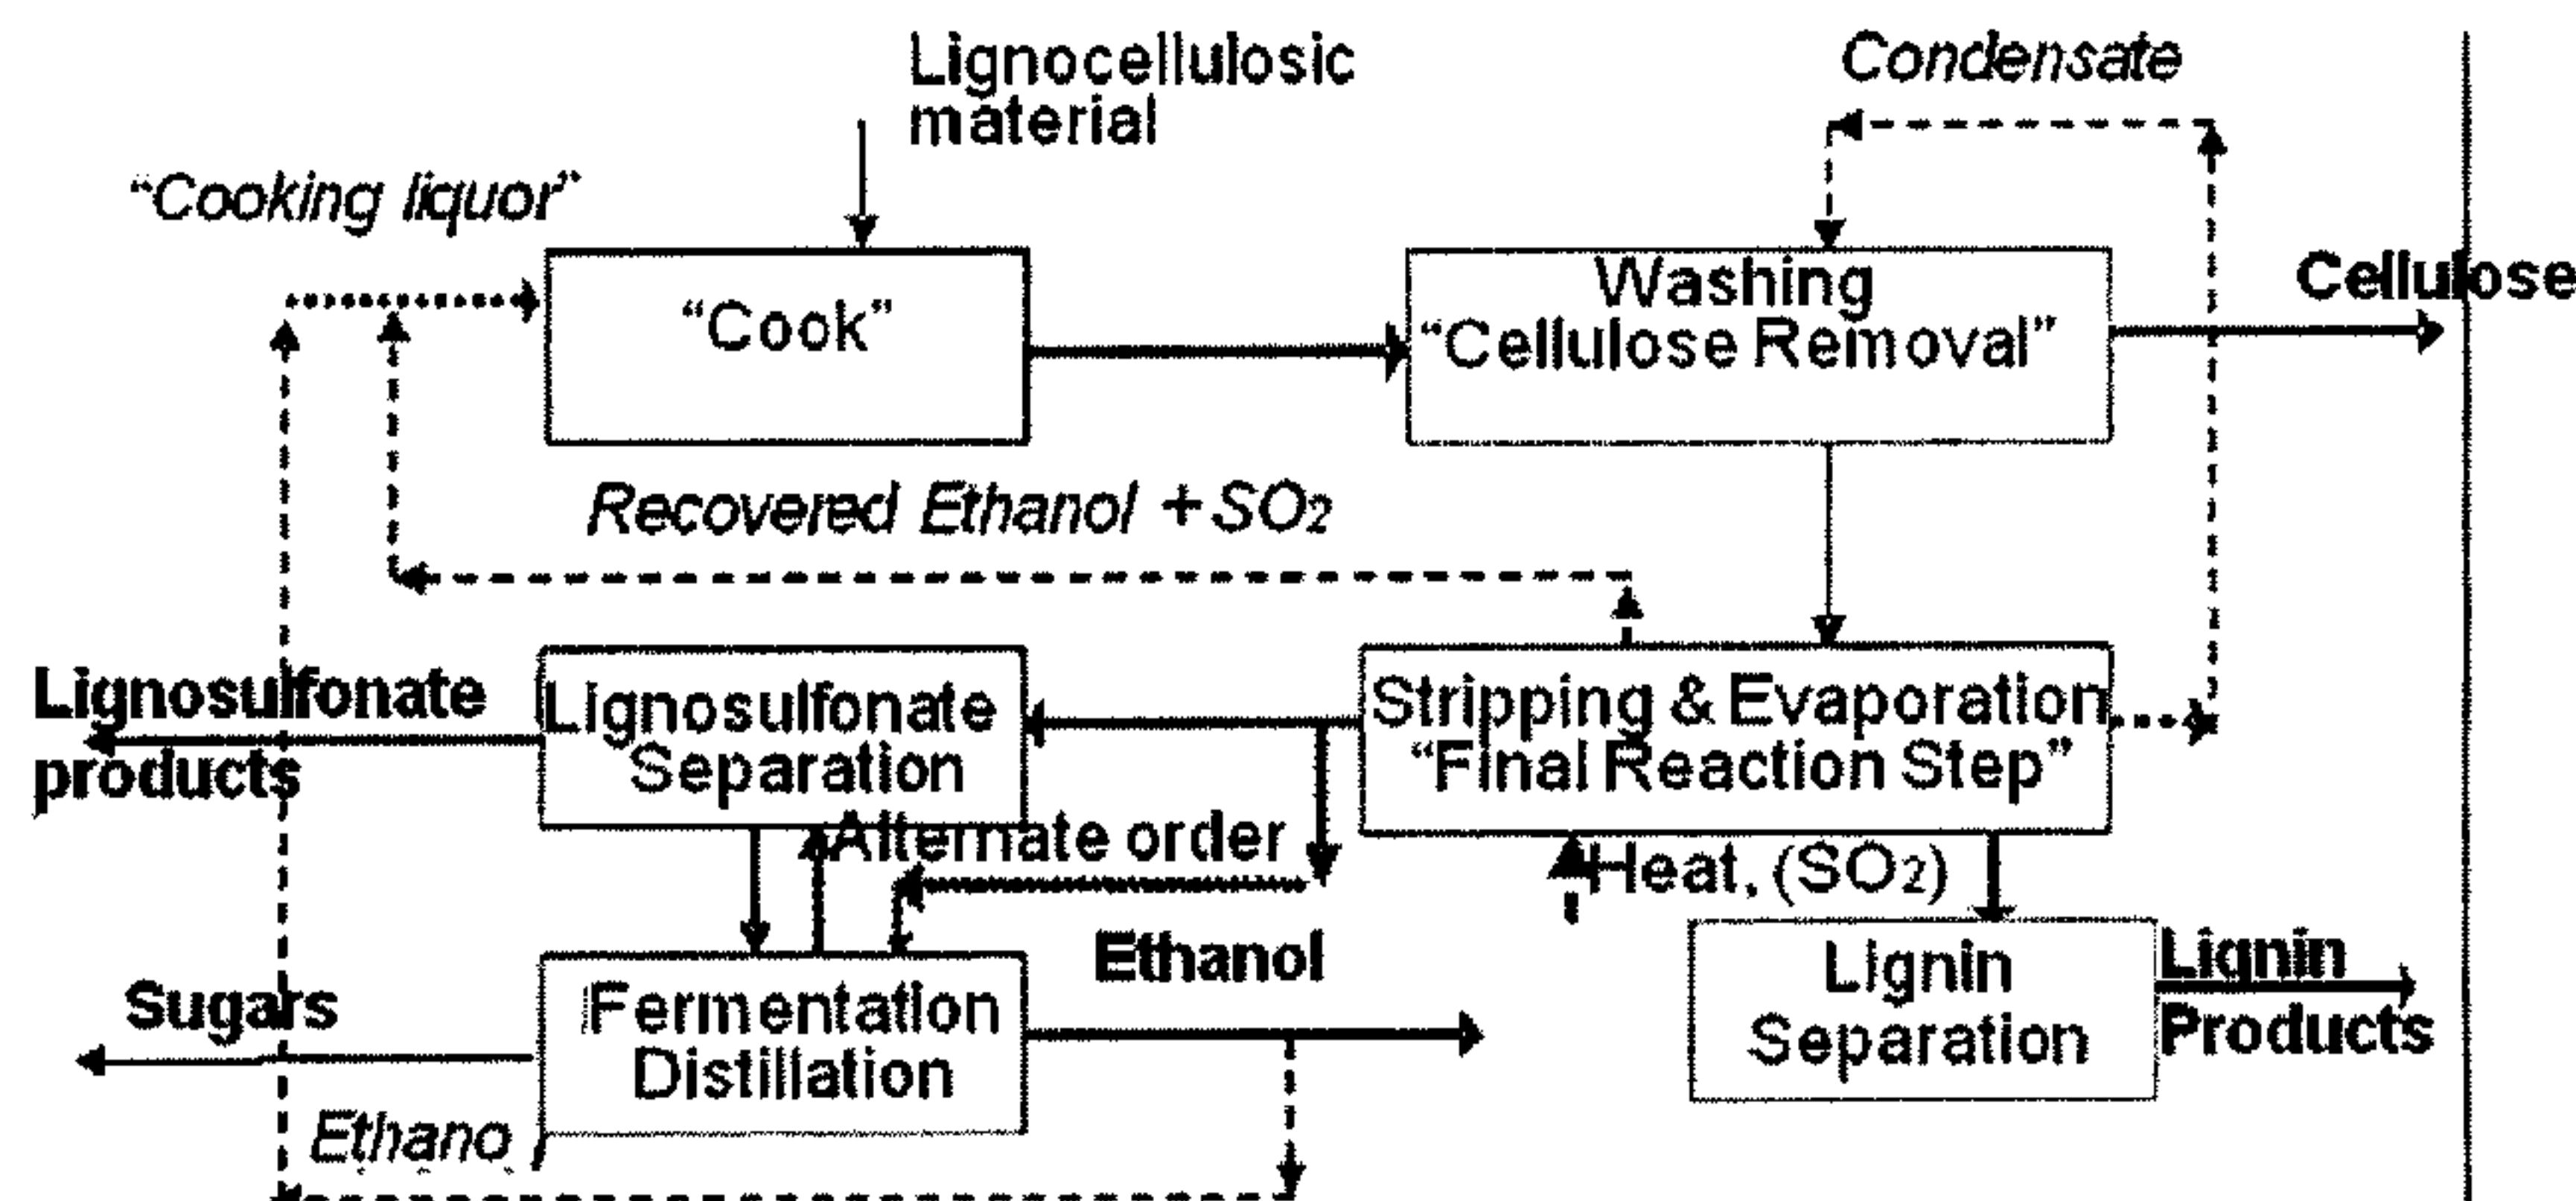 Lignocellulosic
material
Condensate
“Cooking liquor”
“Cook”
Washing
“Cellulose Removal”
Cellulose
Recovered Ethanol + SO2
Lignosulfonate
products
Lignosulfonate
Separation
Stripping & Evaporation
“Final Reaction Step”
Alternate order
Heat, (SO2)
Ethanol
Lignin
Separation
Lignin
Products
Sugars
Fermentation
Distillation
Ethano